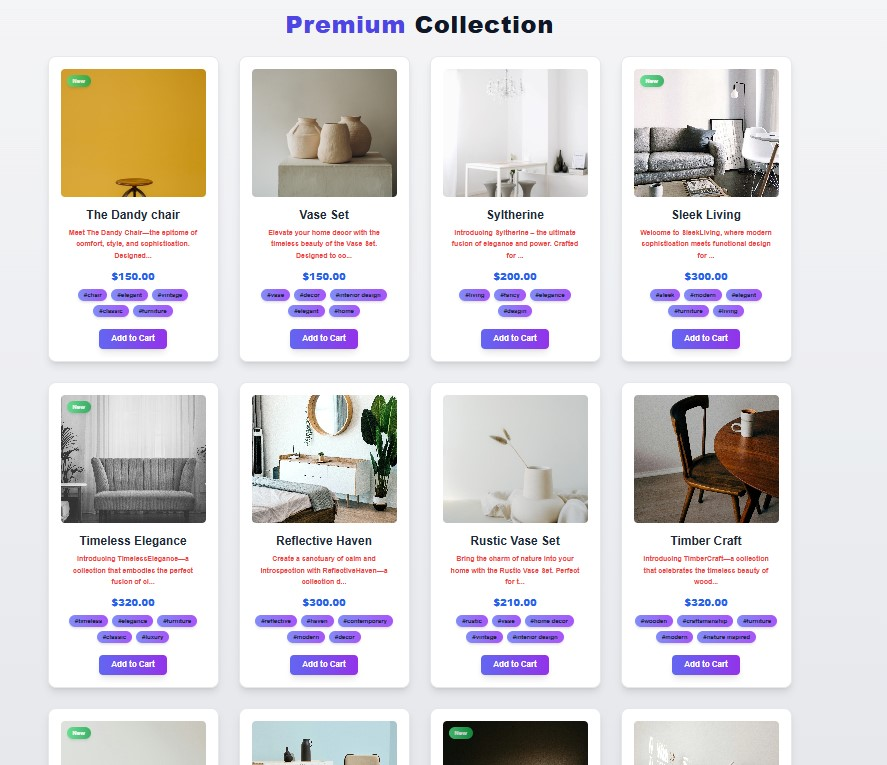 Premium Collection
New
The Dandy chair
Meet The Dandy Chair—the epitome of
comfort, style, and sophistication.
Designed...
$150.00
#chair #elegant #vintage
#classic #furniture
Add to Cart
Vase Set
Elevate your home decor with the
timeless beauty of the Vase Set.
Designed to co...
$150.00
#vase #decor #interior design
#elegant #home
Add to Cart
Syltherine
Introducing Syltherine – the ultimate
fusion of elegance and power. Crafted
for ...
$200.00
#living #fancy #elegance
#deagin
Add to Cart
New
Sleek Living
Welcome to SleekLiving, where modern
sophistication meets functional design
for ...
$300.00
#sleek #modern #elegant
#furniture #living
Add to Cart
New
Timeless Elegance
Introducing TimelessElegance—a
collection that embodies the perfect
fusion of cl...
$320.00
#timeless #elegance #furniture
#classic #luxury
Add to Cart
Reflective Haven
Create a sanctuary of calm and
introspection with ReflectiveHaven—a
collection d...
$300.00
#reflective #haven #contemporary
#modern #decor
Add to Cart
Rustic Vase Set
Bring the charm of nature into your
home with the Rustic Vase Set. Perfect
for t...
$210.00
#rustic #vase #home decor
#vintage #interior design
Add to Cart
Timber Craft
Introducing TimberCraft—a collection
that celebrates the timeless beauty of
wood...
$320.00
#wooden #craftsmanship #furniture
#modern #nature inspired
Add to Cart
New
New